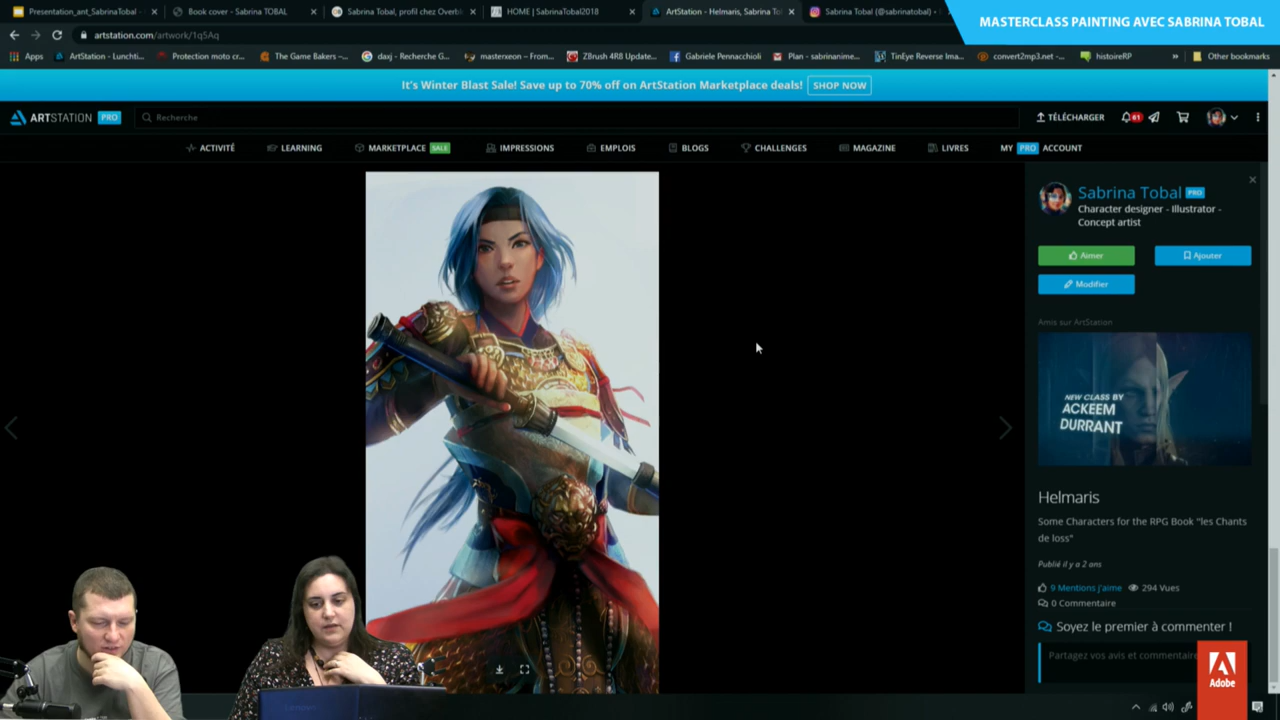 Presentation_ant_SabrinaTobal -
Book cover - Sabrina TOBAL
Sabrina Tobal, profil chez Overbl
HOME | SabrinaTobal2018
ArtStation - Helmaris, Sabrina To
Sabrina Tobal (@sabrinatobal) •
MASTERCLASS PAINTING AVEC SABRINA TOBAL
artstation.com/artwork/1q5Aq
Apps
ArtStation - Lunchti...
Protection moto cr...
The Game Bakers –...
daxj - Recherche G...
masterxeon – From...
ZBrush 4R8 Update...
Gabriele Pennacchioli
Plan - sabrinanime...
TinEye Reverse Ima...
convert2mp3.net -...
histoireRP
»
Other bookmarks
It's Winter Blast Sale! Save up to 70% off on ArtStation Marketplace deals!
SHOP NOW
ARTSTATION PRO
Recherche
TÉLÉCHARGER
61
ACTIVITÉ
LEARNING
MARKETPLACE SALE
IMPRESSIONS
EMPLOIS
BLOGS
CHALLENGES
MAGAZINE
LIVRES
MY PRO ACCOUNT
Sabrina Tobal PRO
Character designer - Illustrator -
Concept artist
Aimer
Ajouter
Modifier
Amis sur ArtStation
NEW CLASS BY
ACKEEM
DURRANT
Helmaris
Some Characters for the RPG Book "les Chants
de loss"
Publié il y a 2 ans
9 Mentions j'aime
294 Vues
0 Commentaire
Soyez le premier à commenter !
Partagez vos avis et commentaire
Adobe